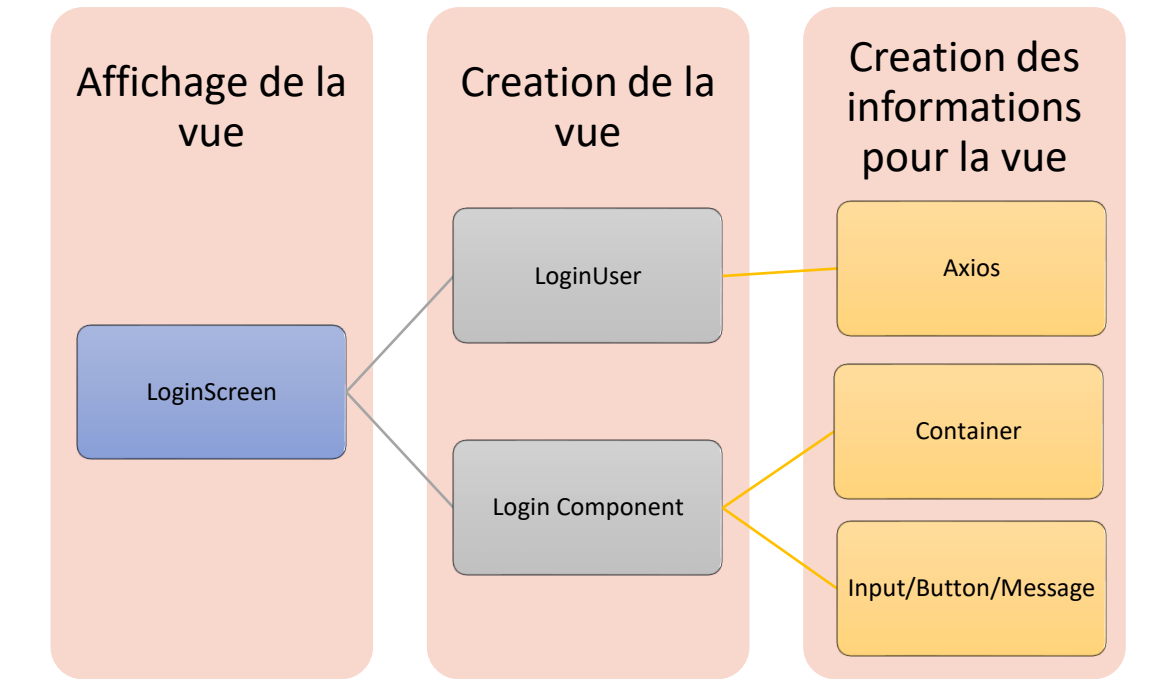 Affichage de la
vue
Creation de la
vue
Creation des
informations
pour la vue
LoginScreen
LoginUser
Login Component
Axios
Container
Input/Button/Message